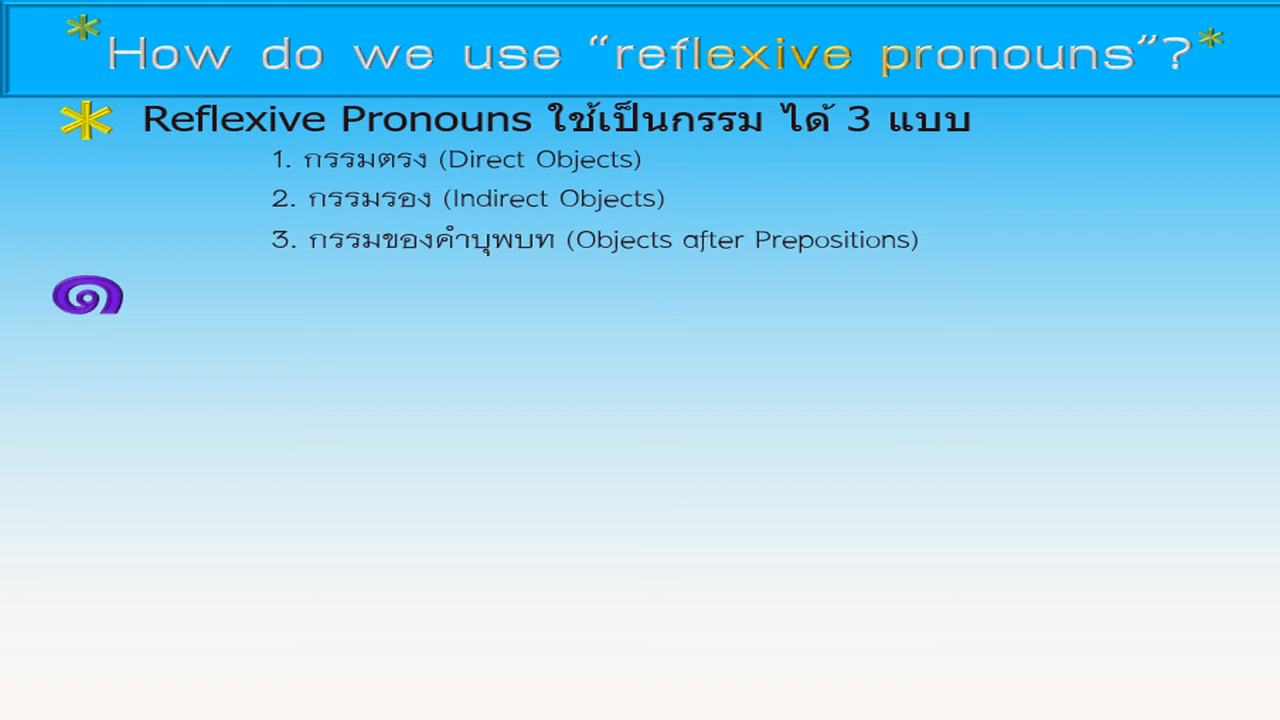 *How do we use “reflexive pronouns”?*
* Reflexive Pronouns ใช้เป็นกรรม ได้ 3 แบบ
1. กรรมตรง (Direct Objects)
2. กรรมรอง (Indirect Objects)
3. กรรมของคำบุพบท (Objects after Prepositions)
๑